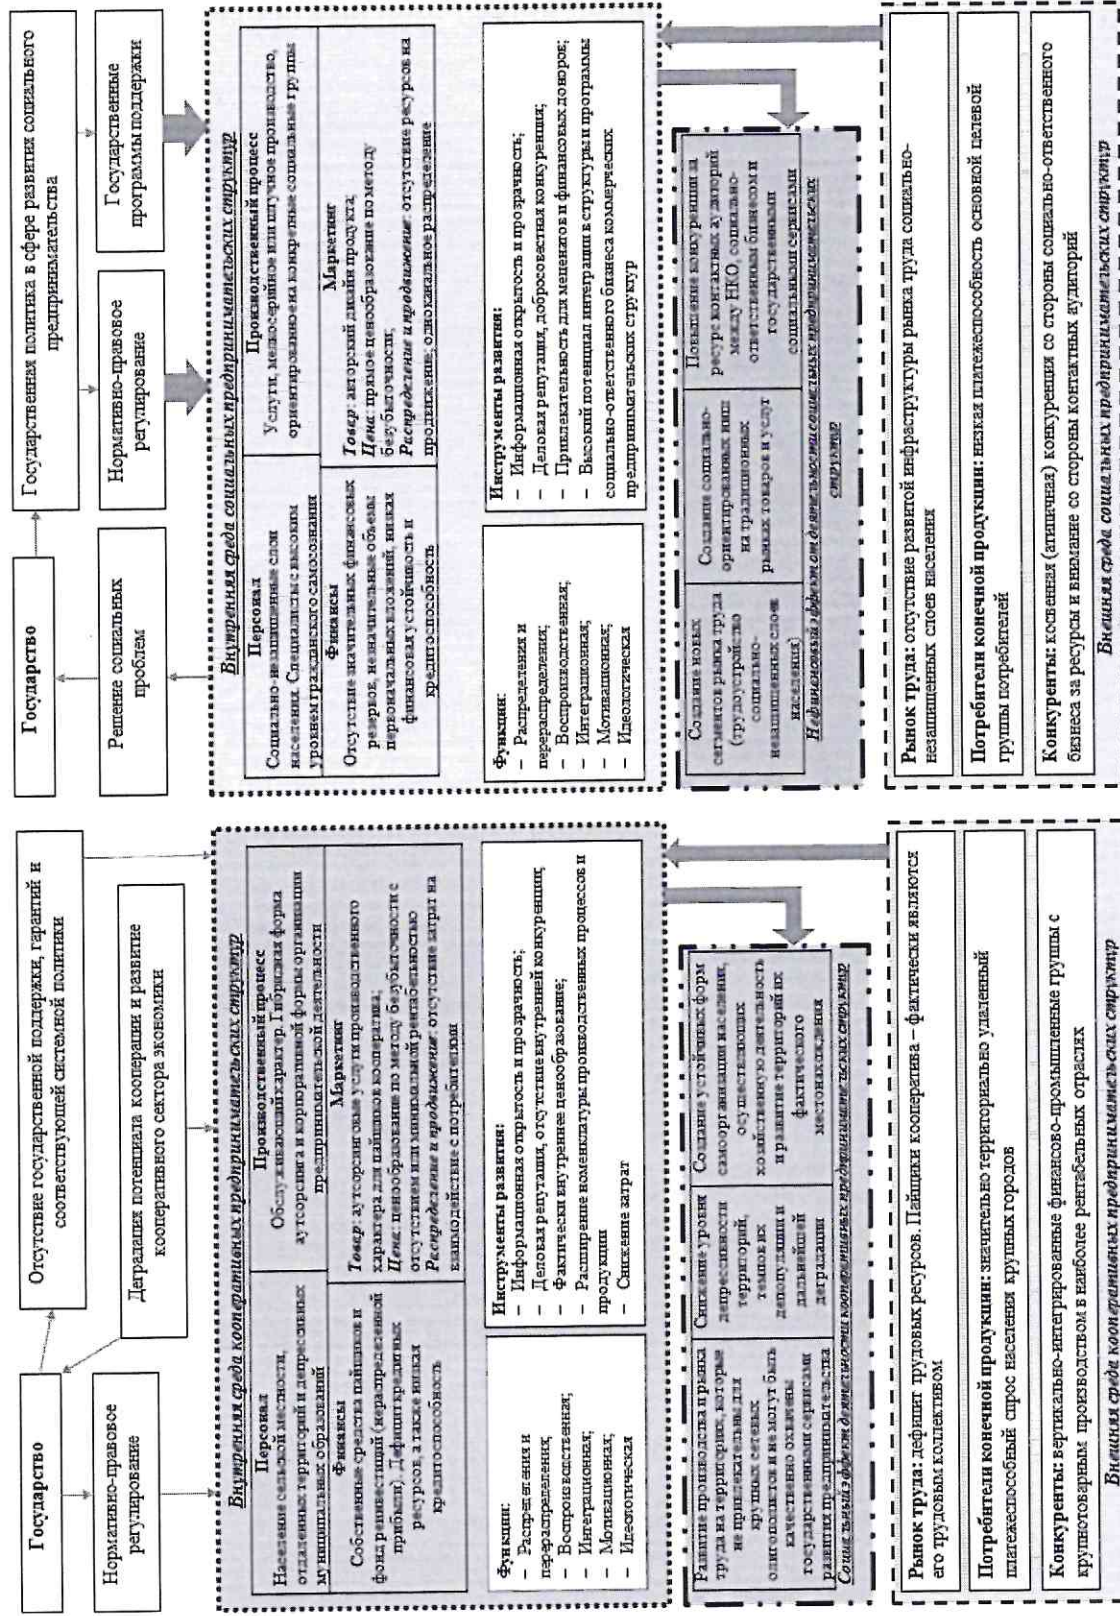 Государство
Отсутствие государственной поддержки, гарантий и
соответствующей системной политики
Нормативно-правовое
регулирование
Деградация потенциала кооперации и развитие
кооперативного сектора экономики
Внутренняя среда кооперативных предпринимательских структур
Персонал
Население сельской местности,
отдаленных территорий депрессивных
муниципальных образований
Производственный процесс
Обслуживающий характер. Гибридная форма
аутсорсинга и корпоративной формы организации
предпринимательской деятельности
Финансы
Собственные средства пайщиков и
фонд реинвестиций (нераспределенной
прибыли). Дефицит кредитных
ресурсов, а также низкая
кредитоспособность
Маркетинг
Товар: аутсорсинговые услуги производственного
характера для пайщиков кооператива;
Цена: ценообразование по методу безубыточности с
отсутствием или минимальной рентабельностью
Распределение и продвижение: отсутствие затрат на
взаимодействие с потребителями
Функции:
– Распределения и
перераспределения;
– Воспроизводственная;
– Интеграционная;
– Мотивационная;
– Идеологическая
Инструменты развития:
– Информационная открытость и прозрачность;
– Деловая репутация, отсутствие внутренней конкуренции;
– Фактически внутреннее ценообразование;
– Расширение номенклатуры производственных процессов и
продукции
– Снижение затрат
Развитие производства и рынка
труда на территориях, которые
не привлекательны для
крупных сетевых
олигополистов и не могут быть
качественно охвачены
государственными сервисами
развития предпринимательства
Снижение уровня
депрессивности
территорий,
темпов их
депопуляции и
дальнейшей
деградации
Создание устойчивых форм
самоорганизации населения,
осуществляющих
хозяйственную деятельность
и развитие территорий их
фактического
местонахождения
Социальный эффект деятельности кооперативных предпринимательских структур
Рынок труда: дефицит трудовых ресурсов. Пайщики кооператива – фактически являются
его трудовым коллективом
Потребители конечной продукции: значительно территориально удаленный
платежеспособный спрос населения крупных городов
Конкуренты: вертикально-интегрированные финансово-промышленные группы с
крупнотоварным производством в наиболее рентабельных отраслях
Внешняя среда кооперативных предпринимательских структур
Государство
Государственная политика в сфере развития социального
предпринимательства
Решение социальных
проблем
Нормативно-правовое
регулирование
Государственные
программы поддержки
Внутренняя среда социальных предпринимательских структур
Персонал
Социально-незащищенные слои
населения. Специалисты с высоким
уровнем гражданского самосознания
Производственный процесс
Услуги, мелкосерийное или штучное производство,
ориентированное на конкретные социальные группы
Финансы
Отсутствие значительных финансовых
резервов, незначительные объемы
первоначальных вложений, низкая
финансовая устойчивость и
кредитоспособность
Маркетинг
Товар: авторский дизайн продукта;
Цена: прямое ценообразование по методу
безубыточности;
Распределение и продвижение: отсутствие ресурсов на
продвижение; одноканальное распределение
Функции:
– Распределения и
перераспределения;
– Воспроизводственная;
– Интеграционная;
– Мотивационная;
– Идеологическая
Инструменты развития:
– Информационная открытость и прозрачность;
– Деловая репутация, добросовестная конкуренция;
– Привлекательность для меценатов и финансовых доноров;
– Высокий потенциал интеграции в структуры и программы
социально-ответственного бизнеса коммерческих
предпринимательских структур
Создание новых
сегментов рынка труда
(трудоустройство
социально-
незащищенных слоев
населения)
Создание социально-
ориентированных ниш
на традиционных
рынках товаров и услуг
Повышение конкуренции за
ресурс контактных аудиторий
между НКО, социально-
ответственным бизнесом и
государственными
социальными сервисами
Нефинансовый эффект от деятельности социальных предпринимательских
структур
Рынок труда: отсутствие развитой инфраструктуры рынка труда социально-
незащищенных слоев населения
Потребители конечной продукции: низкая платежеспособность основной целевой
группы потребителей
Конкуренты: косвенная (атипичная) конкуренция со стороны социально-ответственного
бизнеса за ресурсы и внимание со стороны контактных аудиторий
Внешняя среда социальных предпринимательских структур